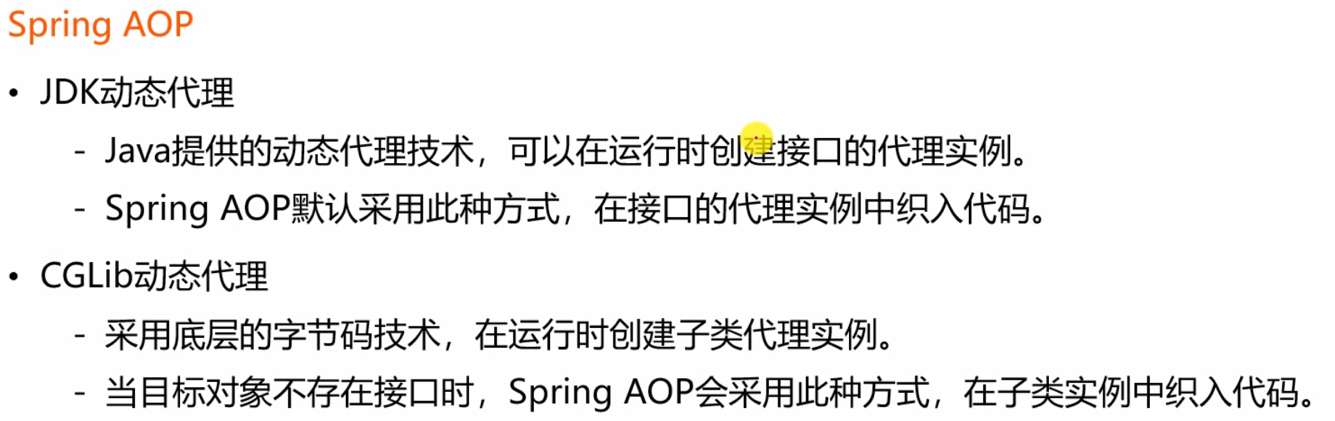 Spring AOP
• JDK动态代理
- Java提供的动态代理技术，可以在运行时创建接口的代理实例。
- Spring AOP默认采用此种方式，在接口的代理实例中织入代码。
• CGLib动态代理
- 采用底层的字节码技术，在运行时创建子类代理实例。
- 当目标对象不存在接口时，Spring AOP会采用此种方式，在子类实例中织入代码。